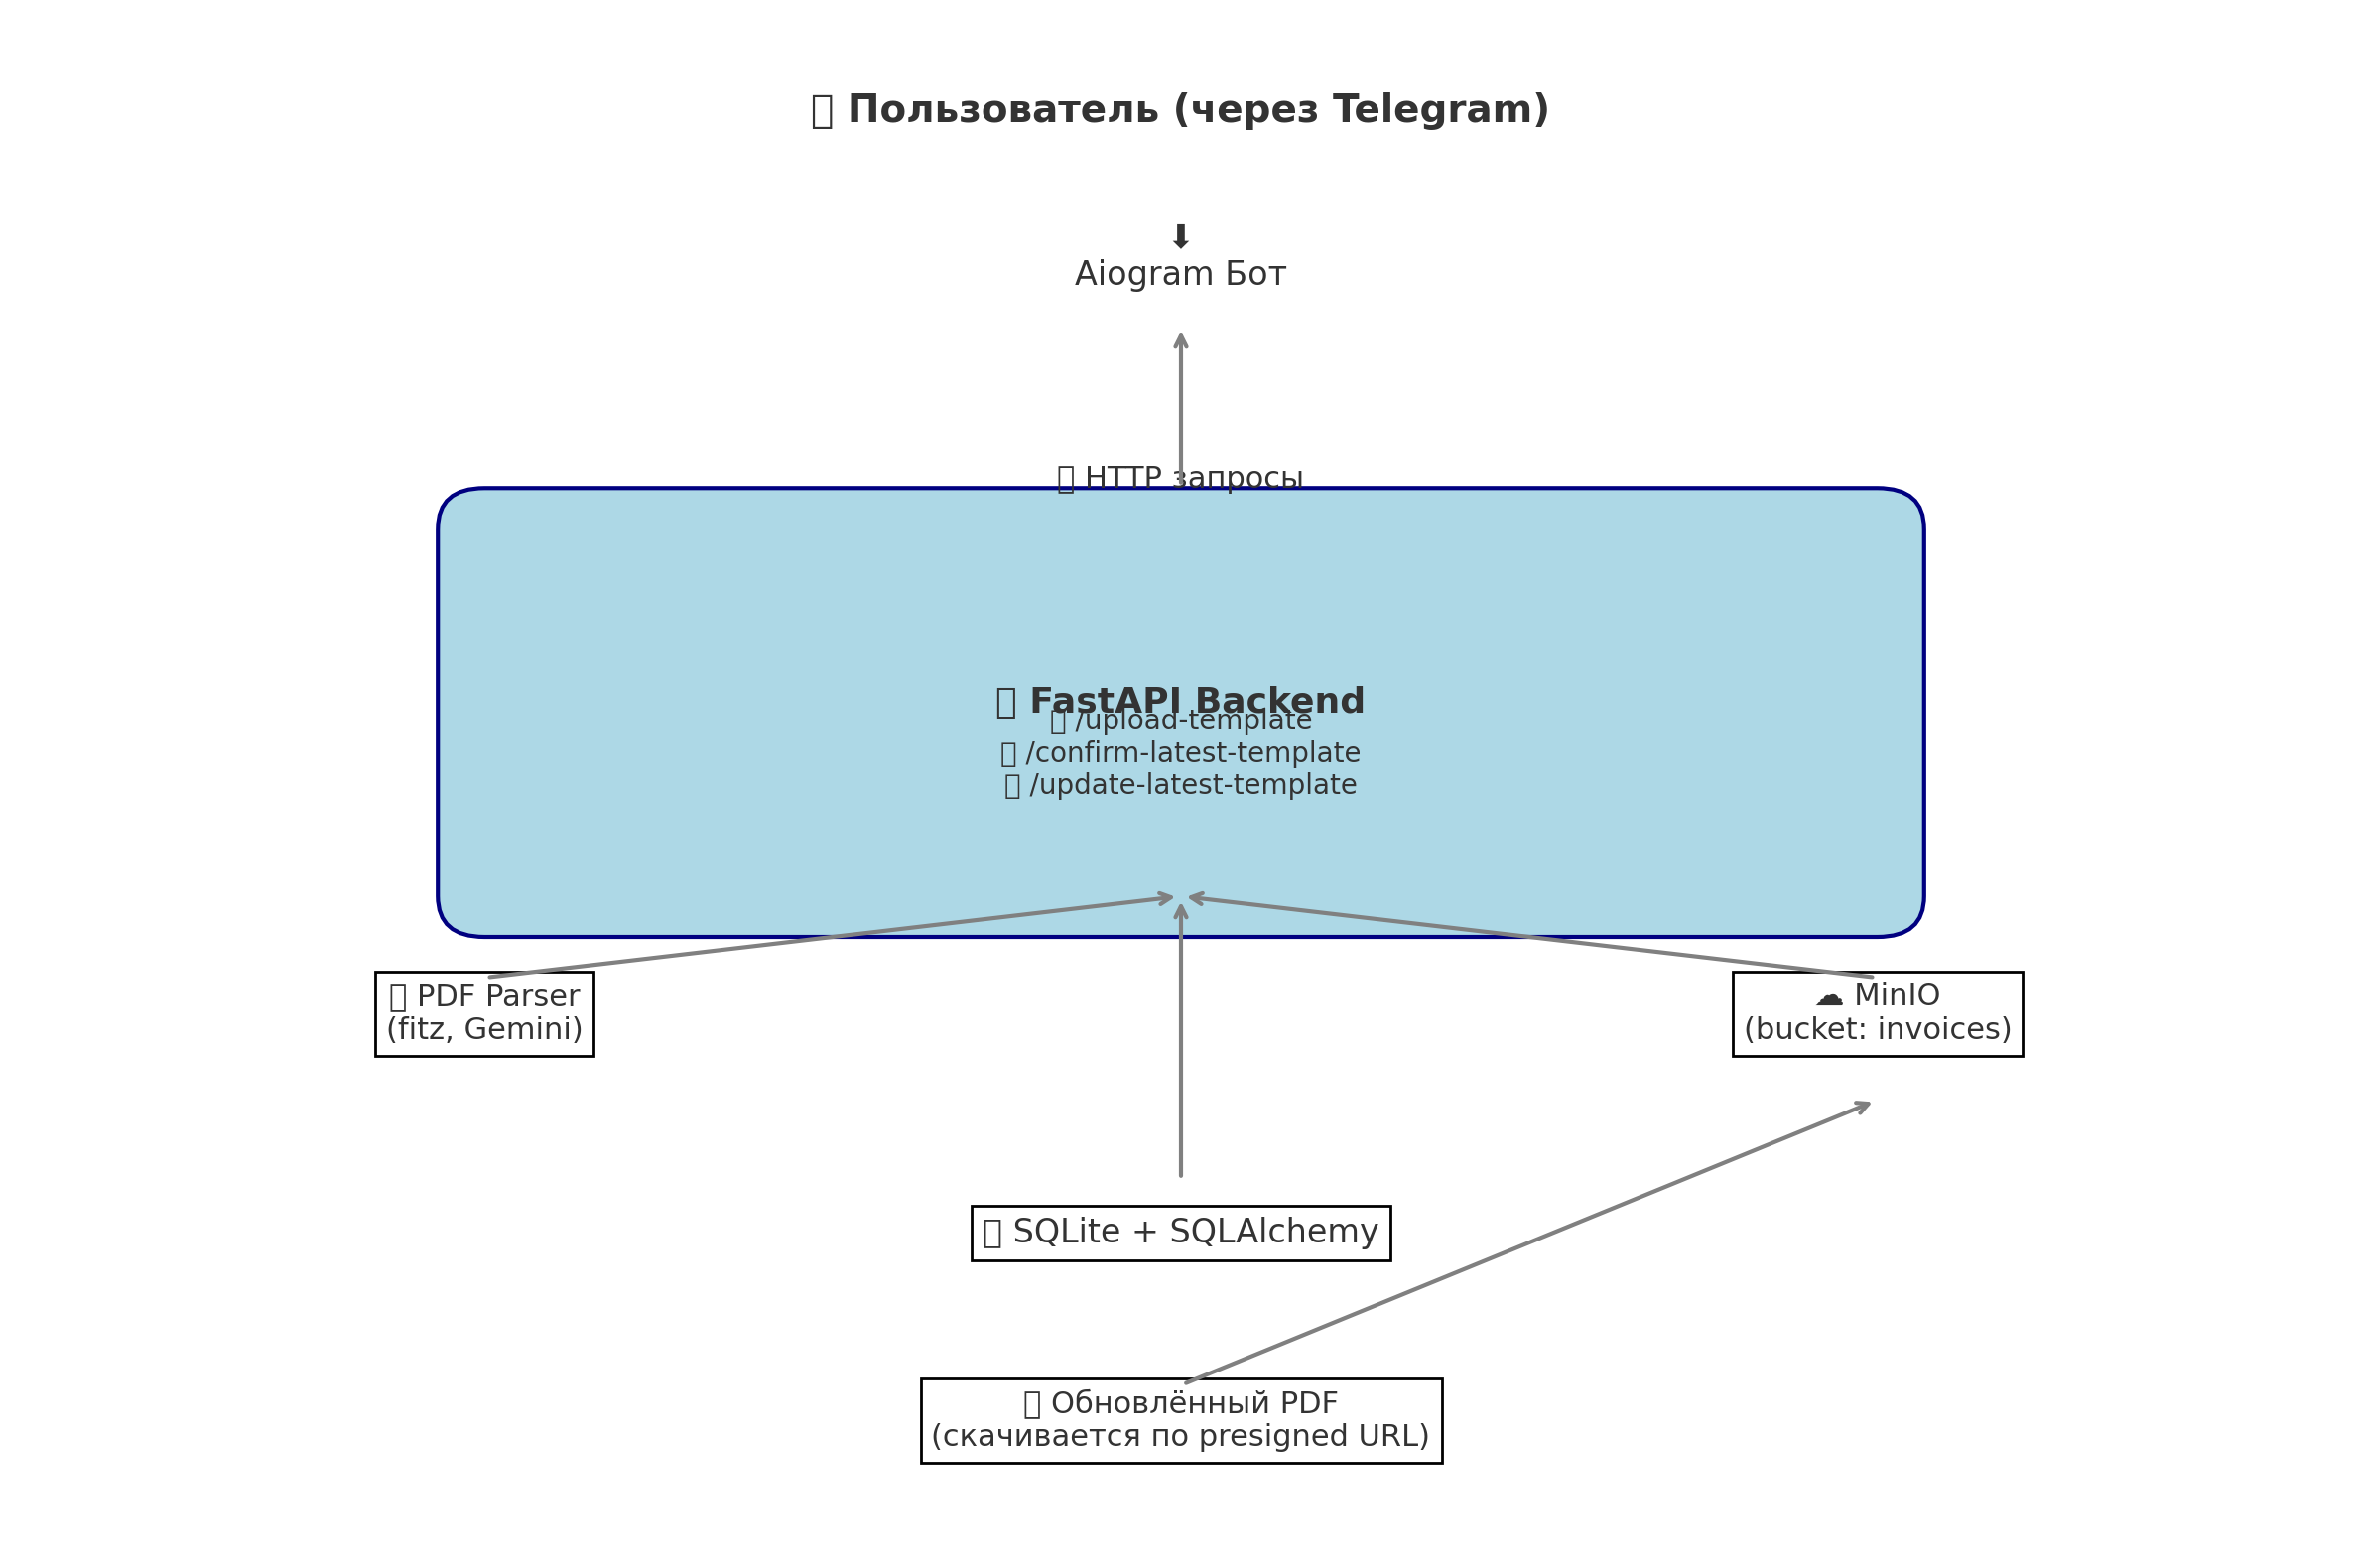 Пользователь (через Telegram)
⬇
Aiogram Бот
HTTP запросы
FastAPI Backend
/upload-template
/confirm-latest-template
/update-latest-template
PDF Parser
(fitz, Gemini)
☁ MinIO
(bucket: invoices)
SQLite + SQLAlchemy
Обновлённый PDF
(скачивается по presigned URL)